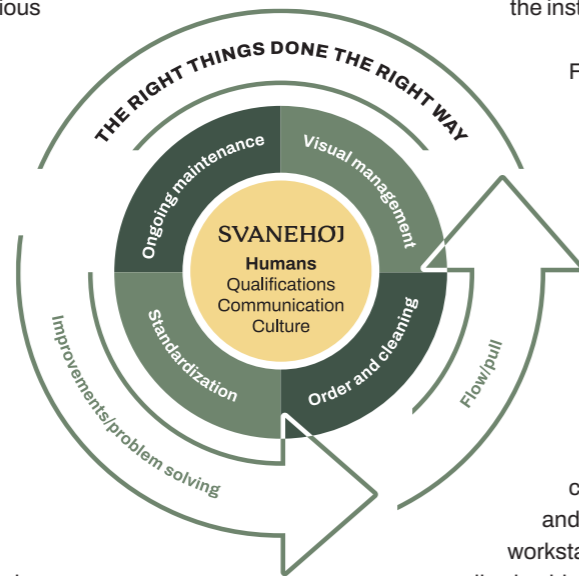 ious
the inst
F
THE RIGHT THINGS DONE THE RIGHT WAY
Ongoing maintenance
Visual management
SVANEHØJ
Humans
Qualifications
Communication
Culture
Standardization
Order and cleaning
Improvements/problem solving
Flow/pull
c
and
worksta